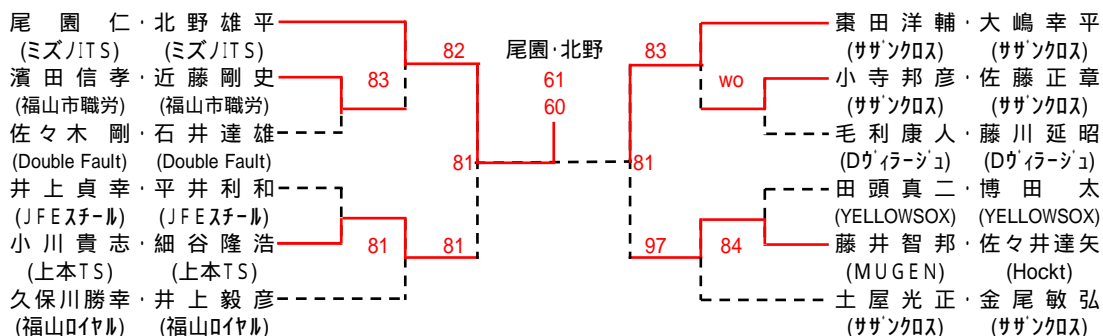 尾園仁・北野雄平
(ミズノITS) (ミズノITS)
濱田信孝・近藤剛史
(福山市職労) (福山市職労)
佐々木剛・石井達雄
(Double Fault) (Double Fault)
井上貞幸・平井利和
(JFEスチール) (JFEスチール)
小川貴志・細谷隆浩
(上本TS) (上本TS)
久保川勝幸・井上毅彦
(福山ロイヤル) (福山ロイヤル)
83
81
82
81
81
尾園・北野
61
60
81
83
97
wo
84
棗田洋輔・大嶋幸平
(サザンクロス) (サザンクロス)
小寺邦彦・佐藤正章
(サザンクロス) (サザンクロス)
毛利康人・藤川延昭
(Dヴィラージュ) (Dヴィラージュ)
田頭真二・博田太
(YELLOWSOX) (YELLOWSOX)
藤井智邦・佐々井達矢
(MUGEN) (Hockt)
土屋光正・金尾敏弘
(サザンクロス) (サザンクロス)